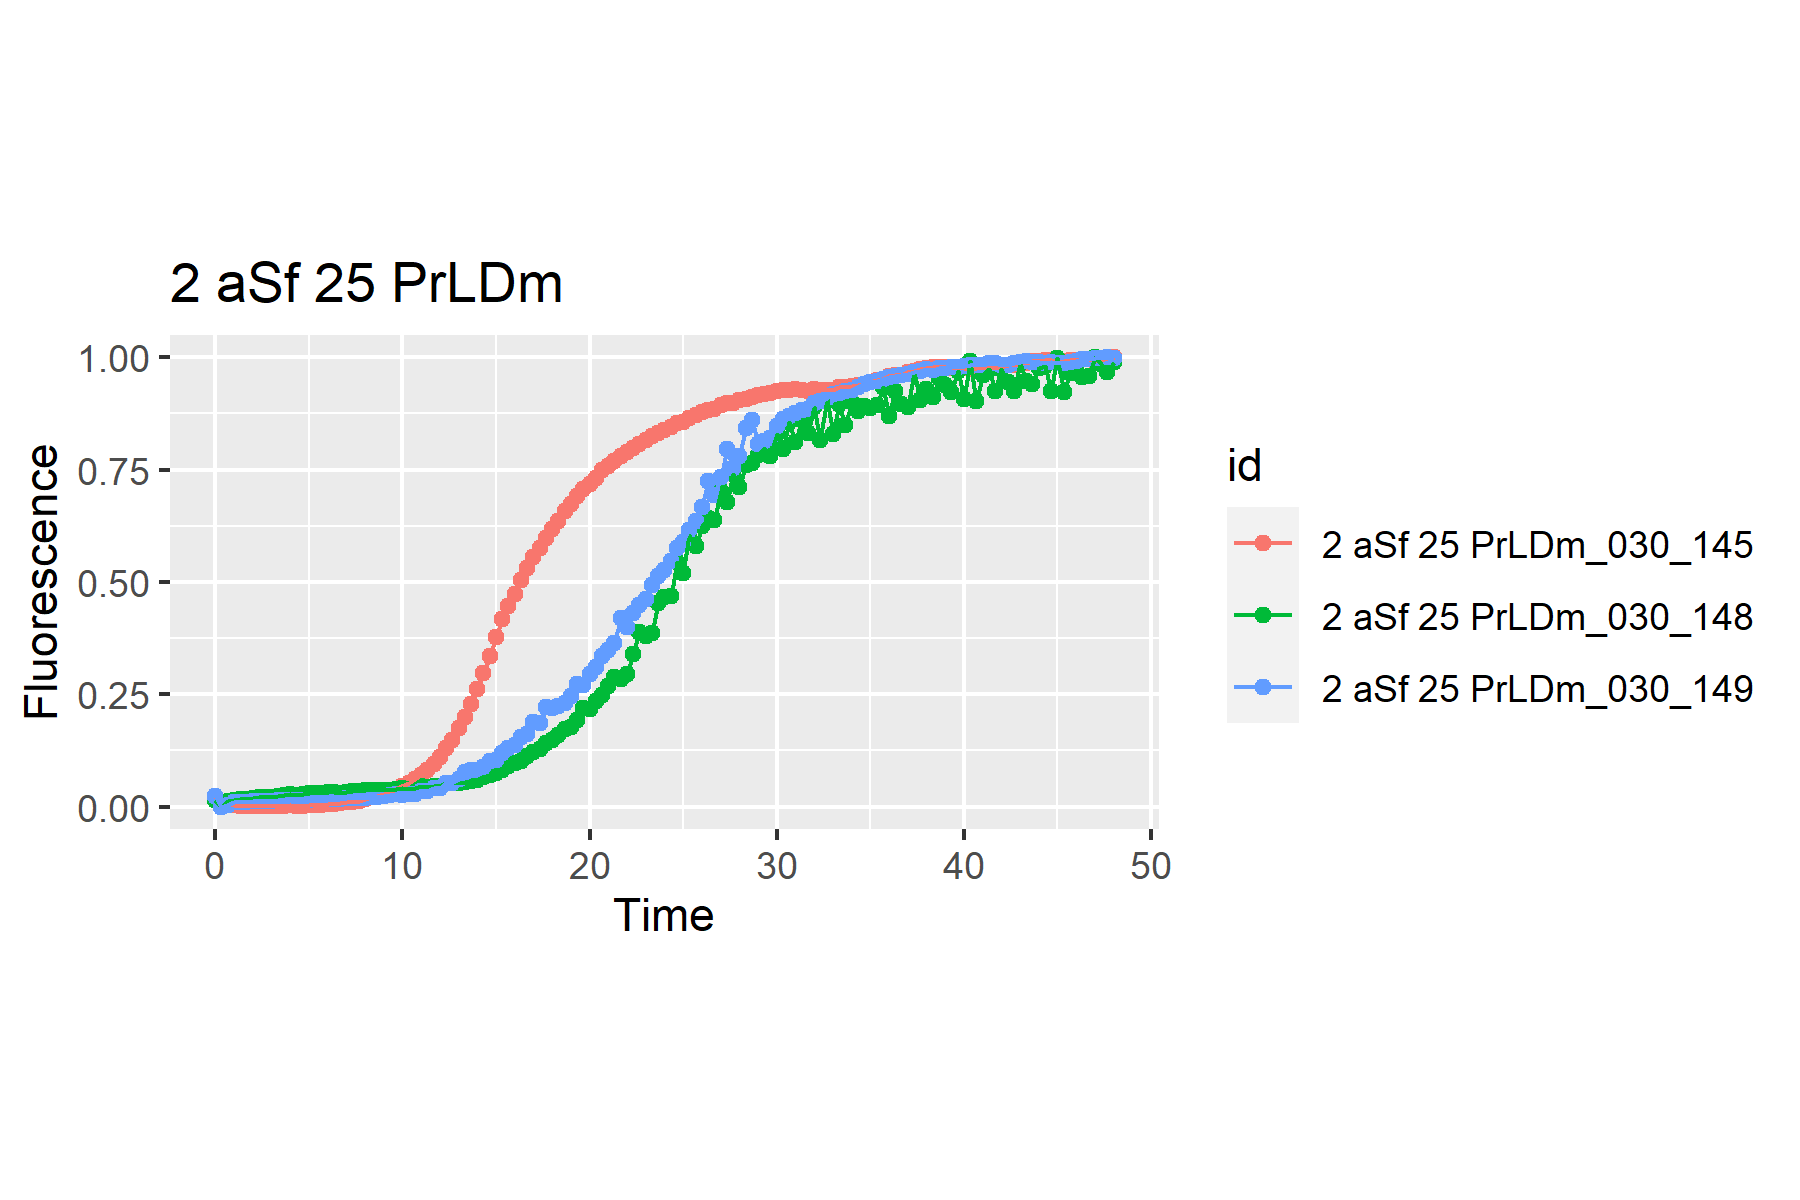 2 aSf 25 PrLDm
1.00
0.75
0.50
0.25
0.00
Fluorescence
0 10 20 30 40 50
Time
id
2 aSf 25 PrLDm_030_145
2 aSf 25 PrLDm_030_148
2 aSf 25 PrLDm_030_149